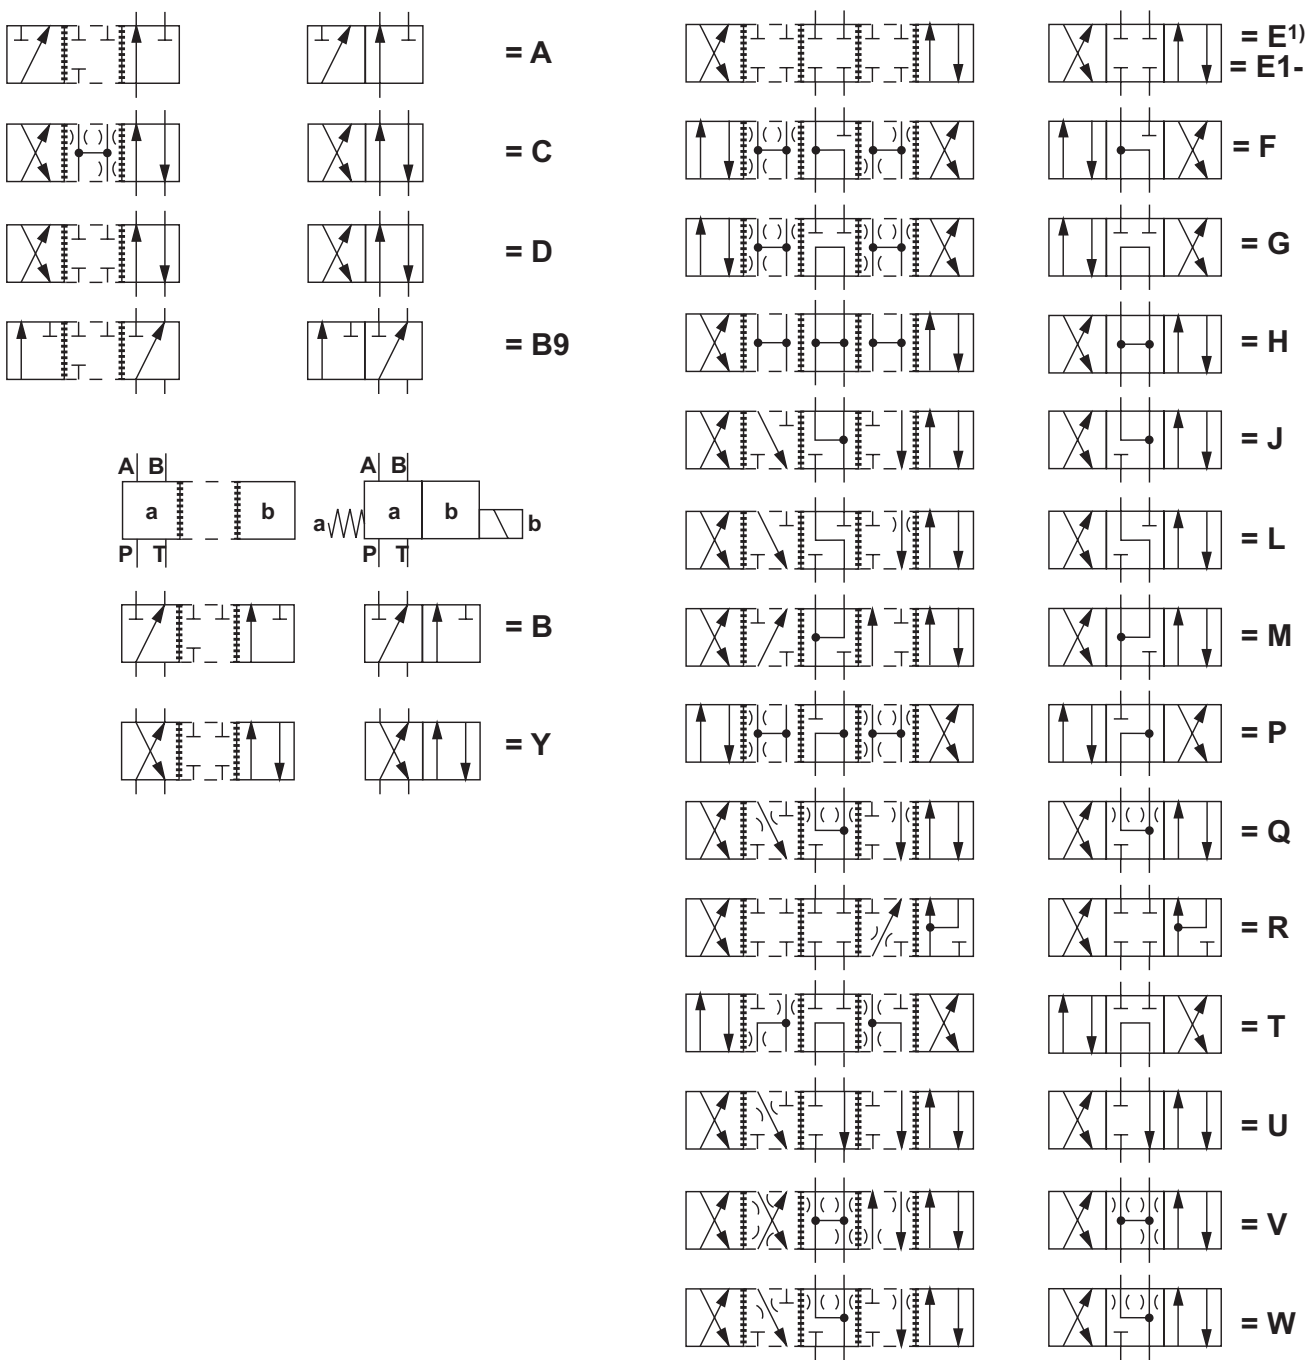 = A
= C
= D
= B9
A B
a b
P T
A B
a a b b
P T
= B
= Y
= E1)
= E1-
= F
= G
= H
= J
= L
= M
= P
= Q
= R
= T
= U
= V
= W